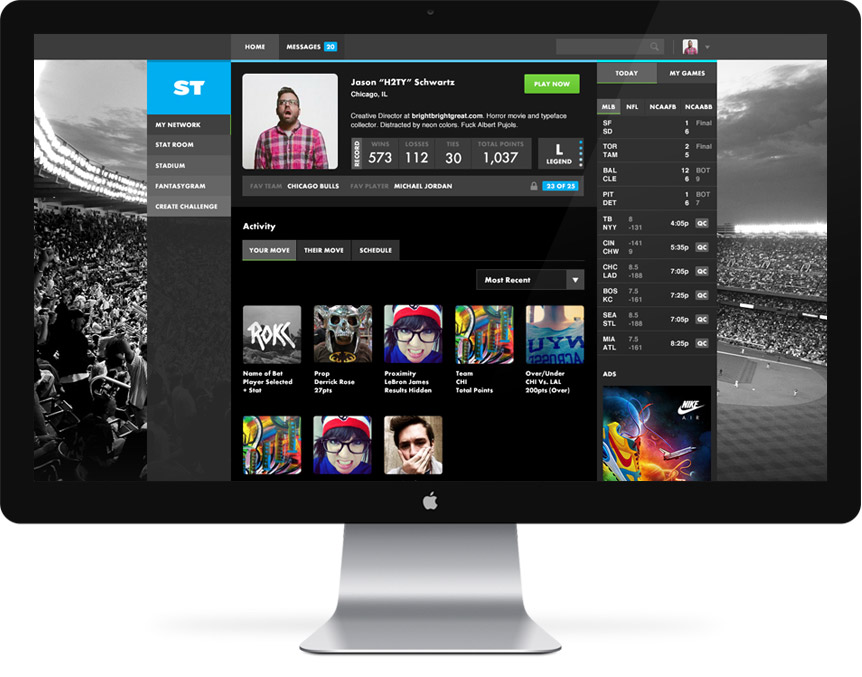 HOME
MESSAGES 20
ST
MY NETWORK
STAT ROOM
STADIUM
FANTASYGRAM
CREATE CHALLENGE
Jason “H2TY” Schwartz
Chicago, IL
PLAY NOW
Creative Director at brightbrightgreat.com. Horror movie and typeface
collector. Distracted by neon colors. Fuck Albert Pujols.
RECORD
WINS LOSSES TIES TOTAL POINTS
573 112 30 1,037
L
LEGEND
FAV TEAM CHICAGO BULLS FAV PLAYER MICHAEL JORDAN 23 OF 25
Activity
YOUR MOVE THEIR MOVE SCHEDULE
Most Recent
ROKC
NYU
ACROSS
Name of Bet
Player Selected
+ Stat
Prop
Derrick Rose
27pts
Proximity
LeBron James
Results Hidden
Team
CHI
Total Points
Over/Under
CHI Vs. LAL
200pts (Over)
TODAY MY GAMES
MLB NFL NCAAFB NCAABB
SF 1 Final
SD 6
TOR 2 Final
TAM 5
BAL 12 BOT
CLE 6 9
PIT 1 BOT
DET 6 7
TB 8 4:05p QC
NYY -131
CIN -141 5:35p QC
CHW 9
CHC 8.5 7:05p QC
LAD -188
BOS 7.5 7:25p QC
KC -161
SEA 8.5 7:05p QC
STL -188
MIA 7.5 8:25p QC
ATL -161
ADS
NIKE
AIR